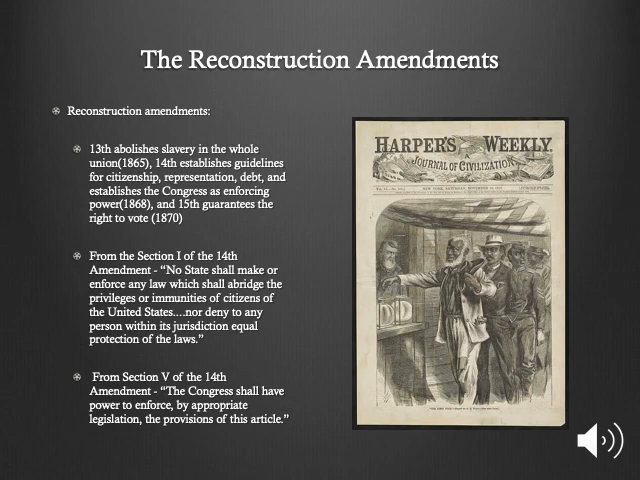 The Reconstruction Amendments
Reconstruction amendments:
13th abolishes slavery in the whole
union(1865), 14th establishes guidelines
for citizenship, representation, debt, and
establishes the Congress as enforcing
power(1868), and 15th guarantees the
right to vote (1870)
From the Section I of the 14th
Amendment - “No State shall make or
enforce any law which shall abridge the
privileges or immunities of citizens of
the United States....nor deny to any
person within its jurisdiction equal
protection of the laws.”
From Section V of the 14th
Amendment - “The Congress shall have
power to enforce, by appropriate
legislation, the provisions of this article.”
HARPER'S WEEKLY.
A
JOURNAL OF CIVILIZATION
NEW YORK, SATURDAY, NOVEMBER